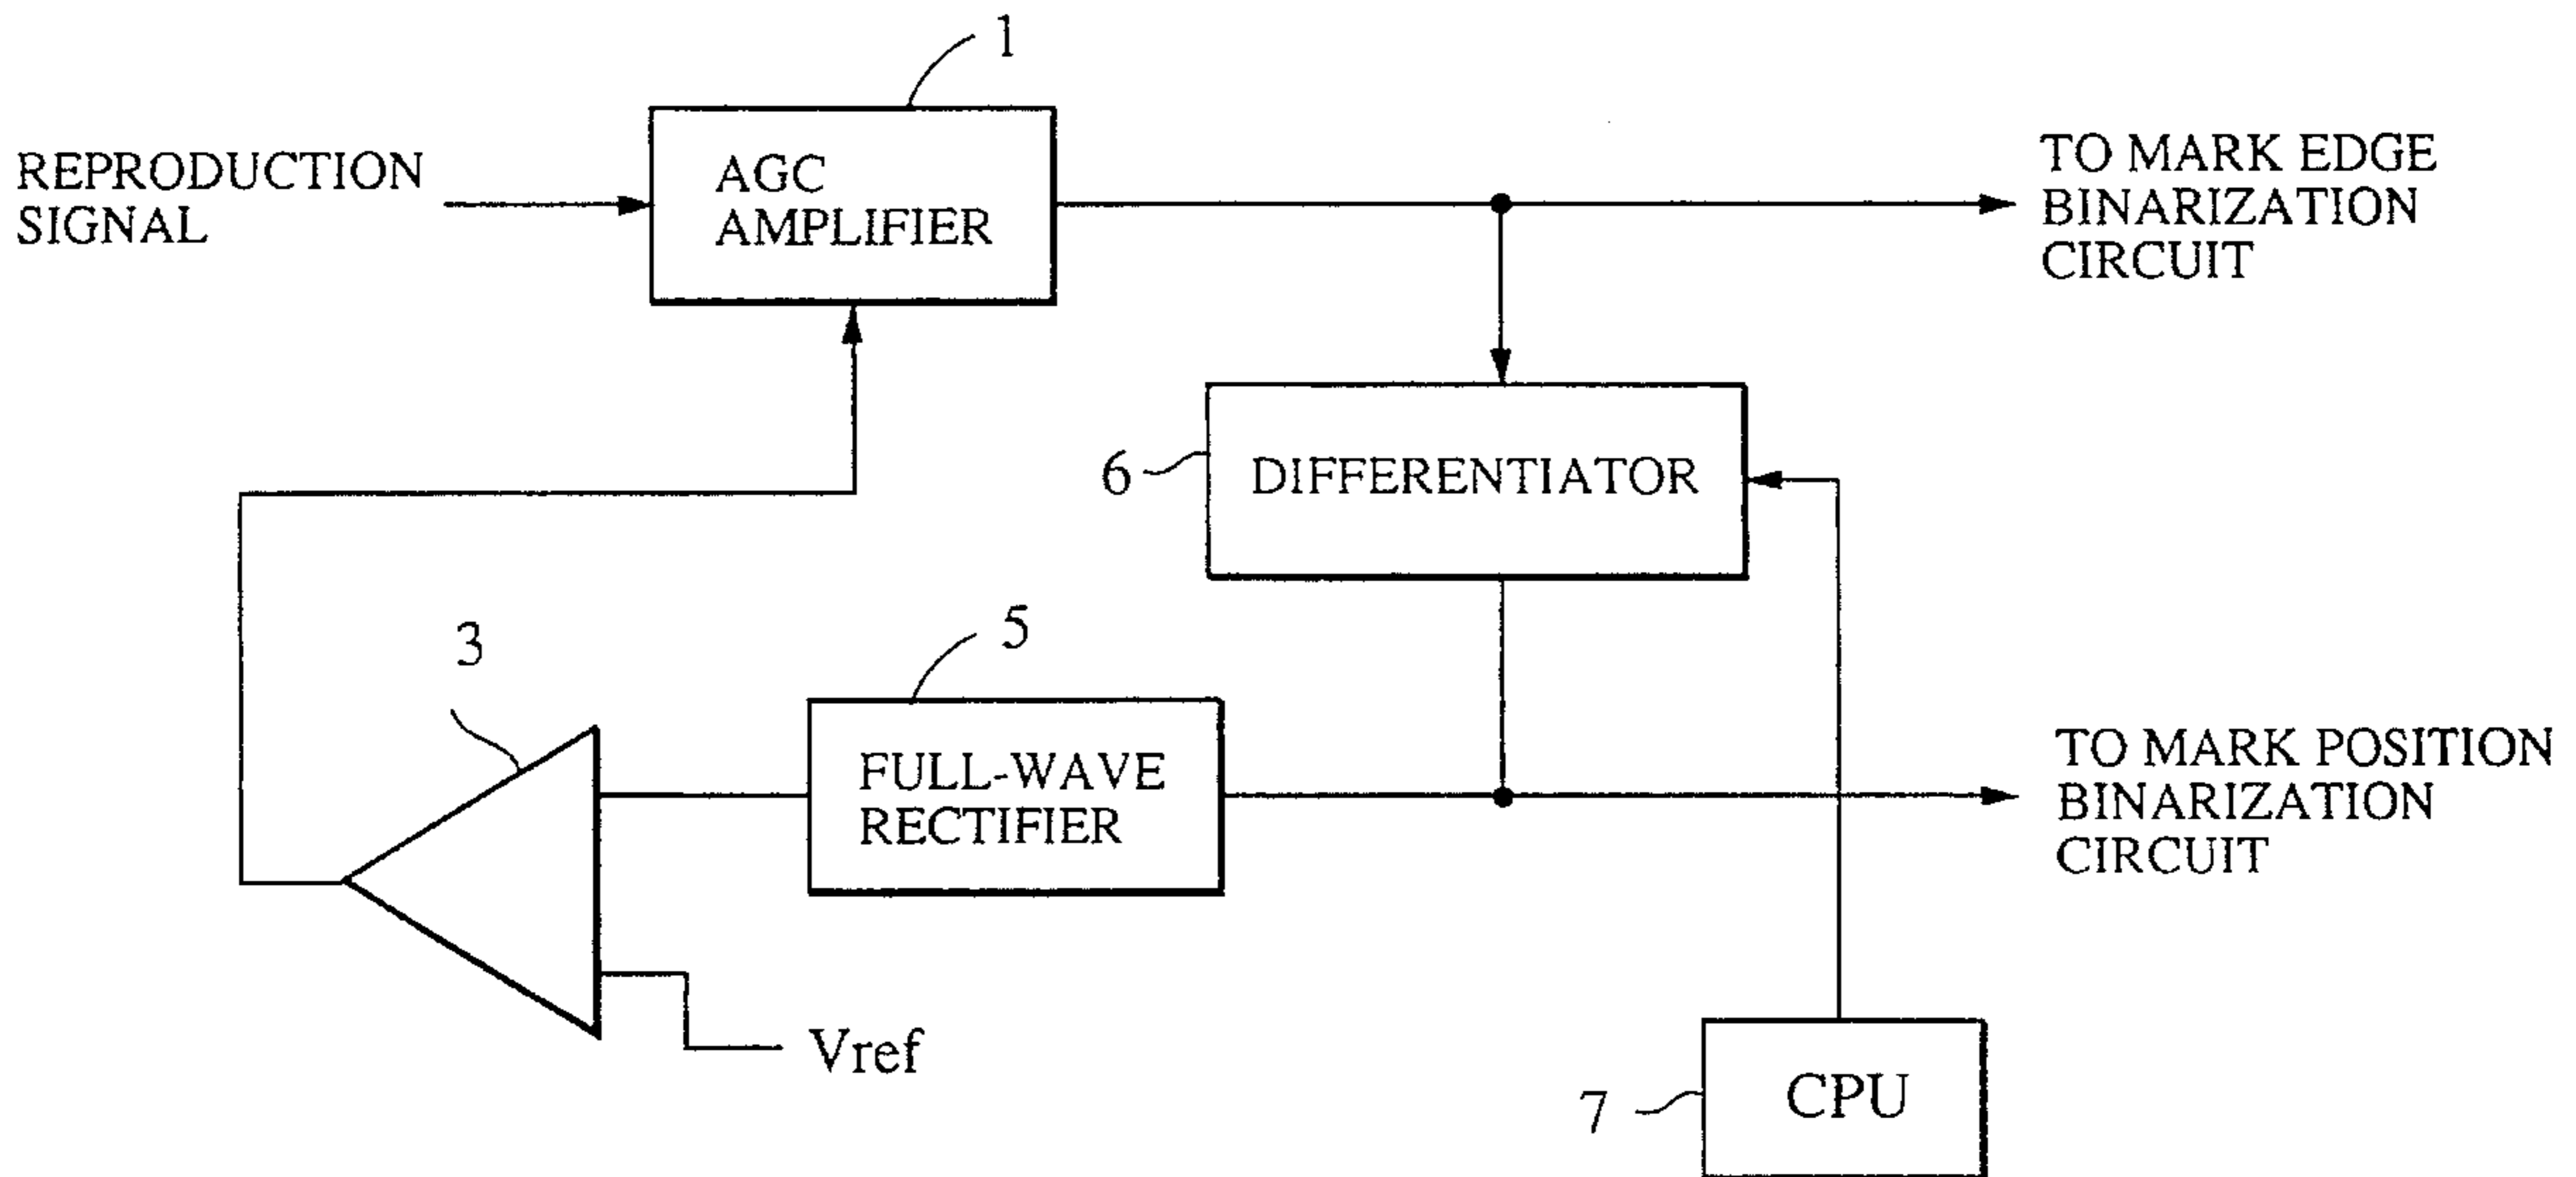 1
REPRODUCTION
SIGNAL
AGC
AMPLIFIER
TO MARK EDGE
BINARIZATION
CIRCUIT
6
DIFFERENTIATOR
3
5
FULL-WAVE
RECTIFIER
TO MARK POSITION
BINARIZATION
CIRCUIT
Vref
7
CPU